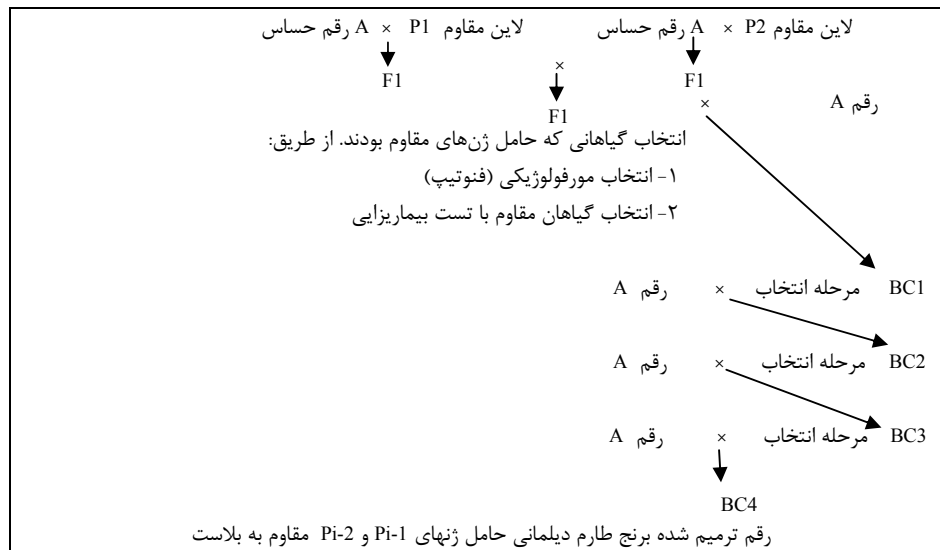 لاین مقاوم P1 × A رقم حساس لاین مقاوم P2 × A رقم حساس
F1 × F1
F1 × رقم A
انتخاب گیاهانی که حامل ژن‌های مقاوم بودند. از طریق:
۱- انتخاب مورفولوژیکی (فنوتیپ)
۲- انتخاب گیاهان مقاوم با تست بیماریزایی
BC1 مرحله انتخاب × رقم A
BC2 مرحله انتخاب × رقم A
BC3 مرحله انتخاب × رقم A
BC4
رقم ترمیم شده برنج طارم دیلمانی حامل ژنهای Pi-1 و Pi-2 مقاوم به بلاست